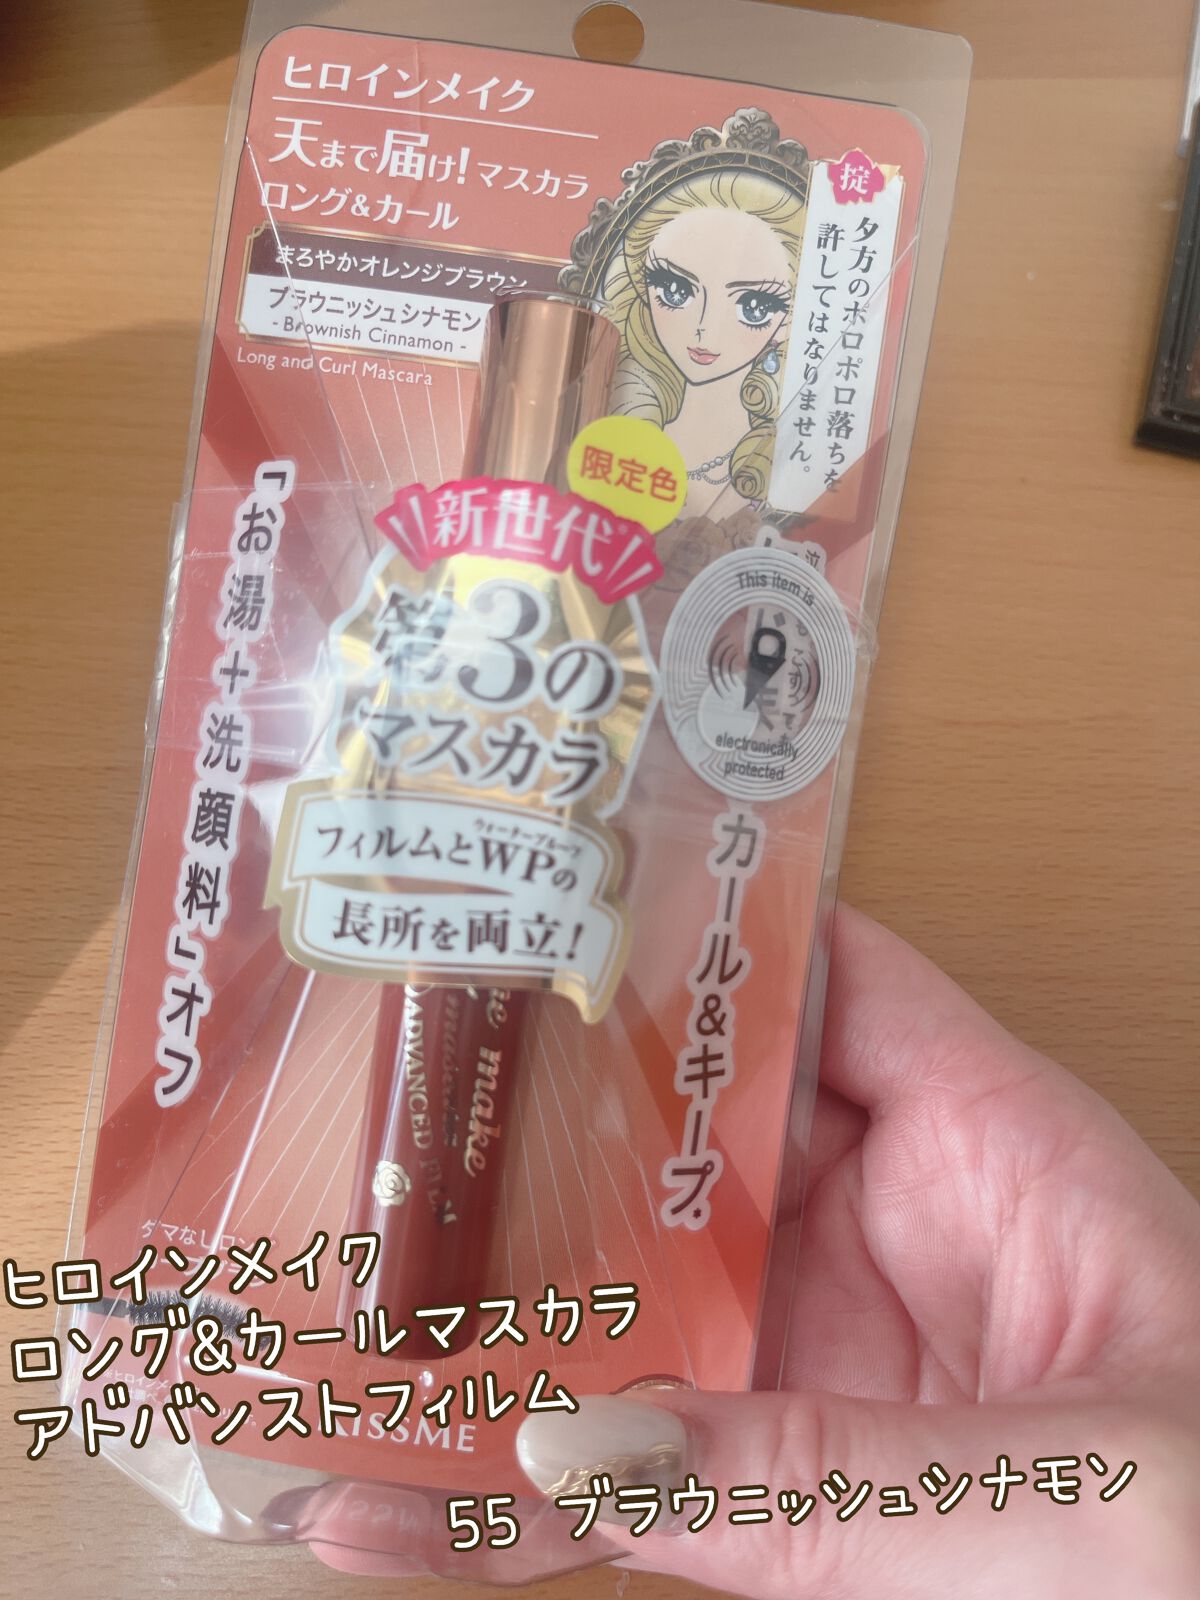 ヒロインメイク
天まで届け!マスカラ
ロング&カール
まろやかオレンジブラウン
ブラウニッシュシナモン
- Brownish Cinnamon -
Long and Curl Mascara
掟
夕方のポロポロ落ちを
許してはなりません。
限定色
新世代
第3の
マスカラ
フィルムとWPの
ウォータープルーフ
長所を両立!
「お湯+洗顔料」オフ
This item is
electronically
protected
カール&キープ*
make
mascara
ADVANCED FILM
ヒロインメイク
ロング&カールマスカラ
アドバンストフィルム
KISSME
55 ブラウニッシュシナモン